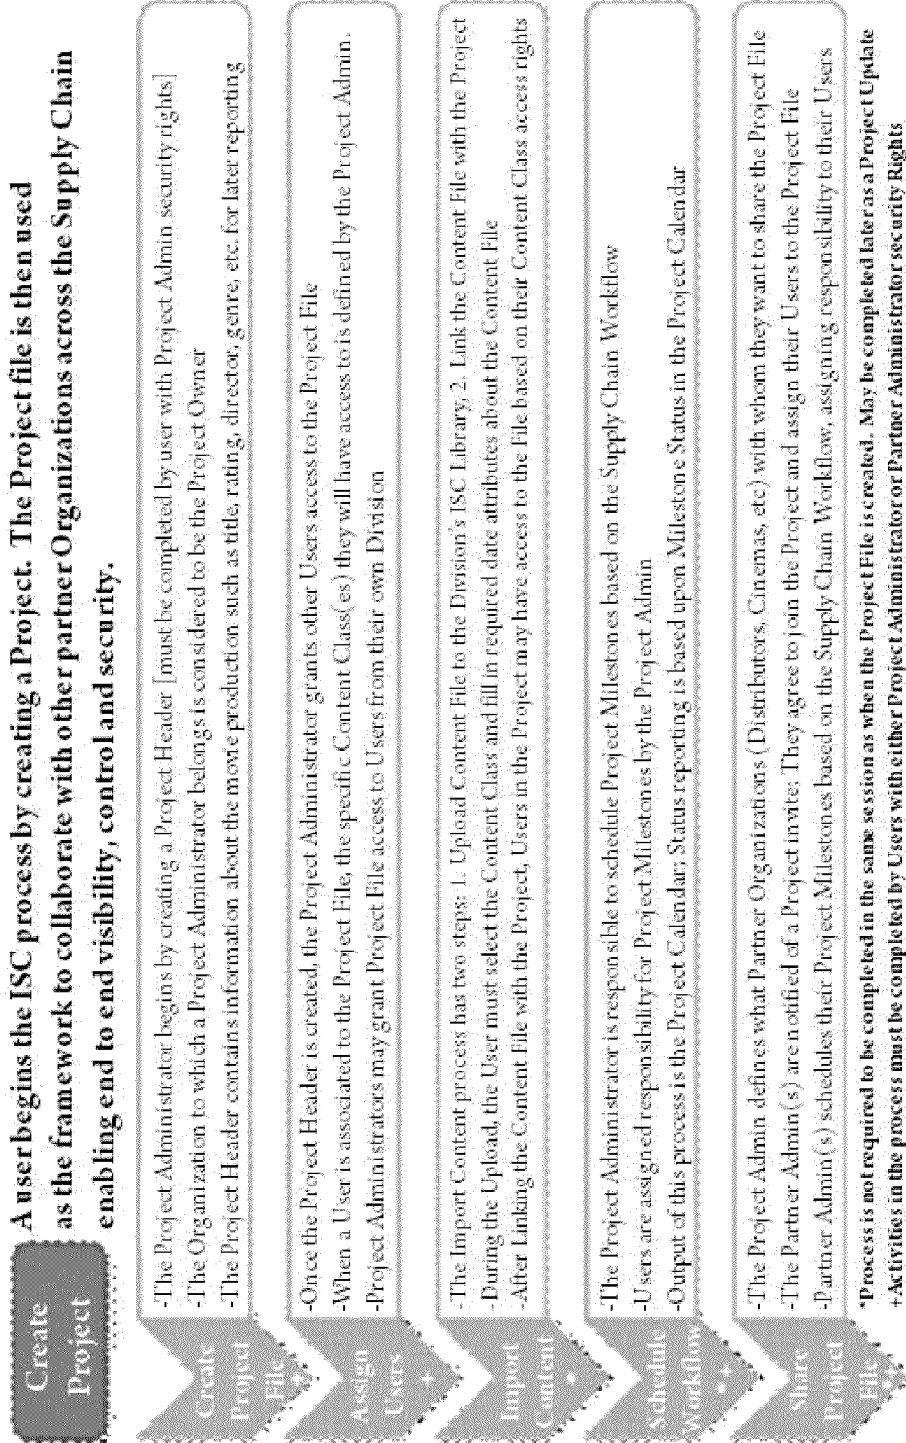 Create
Project
A user begins the ISC process by creating a Project. The Project file is then used
as the framework to collaborate with other partner Organizations across the Supply Chain
enabling end to end visibility, control and security.
Create
Project
File
+
-The Project Administrator begins by creating a Project Header [must be completed by user with Project Admin security rights]
-The Organization to which a Project Administrator belongs is considered to be the Project Owner
-The Project Header contains information about the movie production such as title, rating, director, genre, etc. for later reporting
Assign
Users
+
-Once the Project Header is created, the Project Administrator grants other Users access to the Project File
-When a User is associated to the Project File, the specific Content Class(es) they will have access to is defined by the Project Admin.
-Project Administrators may grant Project File access to Users from their own Division
Import
Content
*
-The Import Content process has two steps: 1. Upload Content File to the Division's ISC Library, 2. Link the Content File with the Project
-During the Upload, the User must select the Content Class and fill in required date attributes about the Content File
-After Linking the Content File with the Project, Users in the Project may have access to the File based on their Content Class access rights
Schedule
Workflow
*+
-The Project Administrator is responsible to schedule Project Milestones based on the Supply Chain Workflow
-Users are assigned responsibility for Project Milestones by the Project Admin
-Output of this process is the Project Calendar; Status reporting is based upon Milestone Status in the Project Calendar
Share
Project
File
*+
-The Project Admin defines what Partner Organizations (Distributors, Cinemas, etc) with whom they want to share the Project File
-The Partner Admin(s) are notified of a Project invite; They agree to join the Project and assign their Users to the Project File
-Partner Admin(s) schedules their Project Milestones based on the Supply Chain Workflow, assigning responsibility to their Users
*Process is not required to be completed in the same session as when the Project File is created. May be completed later as a Project Update
+Activities in the process must be completed by Users with either Project Administrator or Partner Administrator security Rights